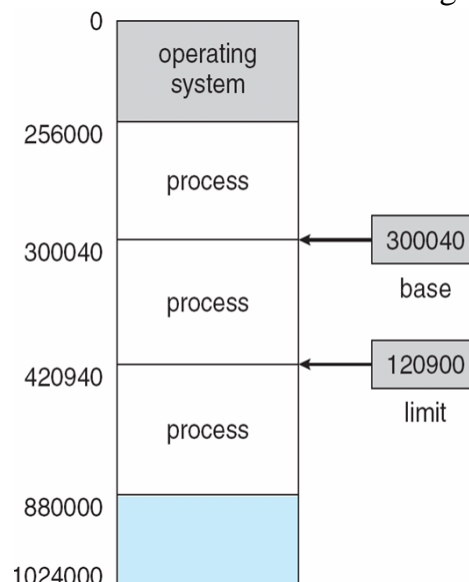 0
operating
system
256000
process
300040
300040
base
process
420940
120900
limit
process
880000
1024000